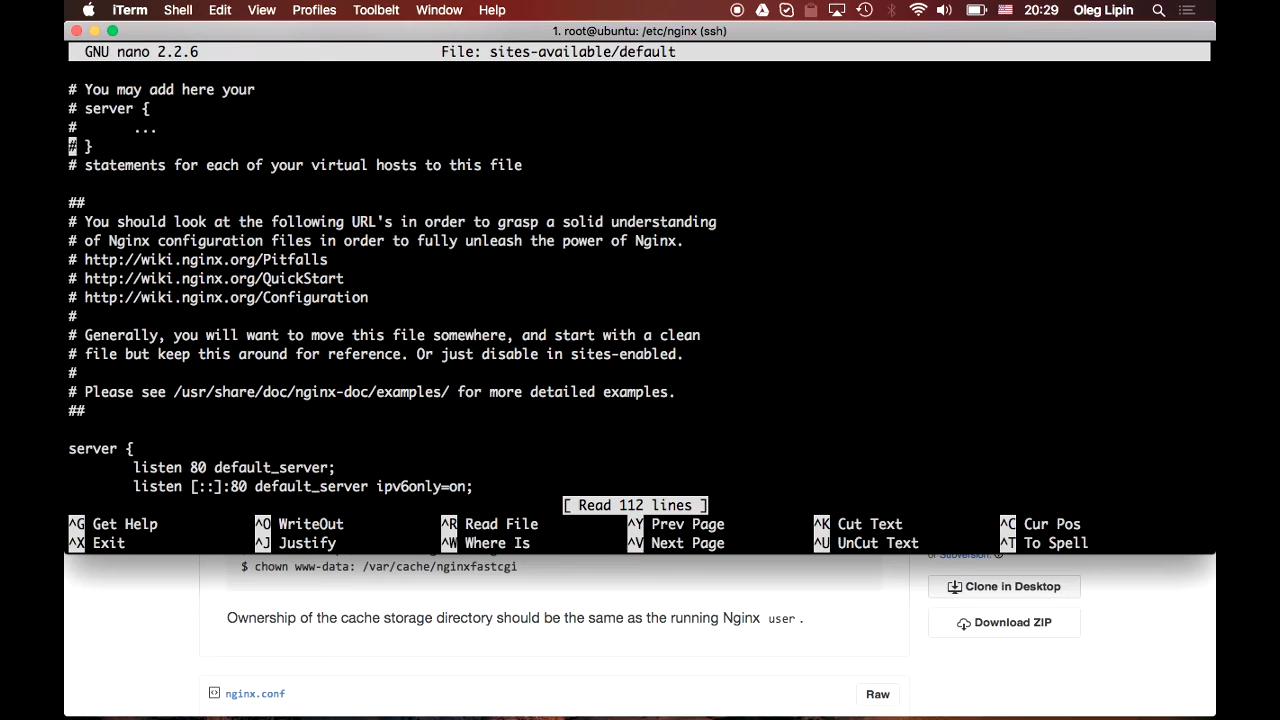 iTerm Shell Edit View Profiles Toolbelt Window Help 20:29 Oleg Lipin
1. root@ubuntu: /etc/nginx (ssh)
GNU nano 2.2.6 File: sites-available/default
# You may add here your
# server {
# ...
# }
# statements for each of your virtual hosts to this file
##
# You should look at the following URL's in order to grasp a solid understanding
# of Nginx configuration files in order to fully unleash the power of Nginx.
# http://wiki.nginx.org/Pitfalls
# http://wiki.nginx.org/QuickStart
# http://wiki.nginx.org/Configuration
#
# Generally, you will want to move this file somewhere, and start with a clean
# file but keep this around for reference. Or just disable in sites-enabled.
#
# Please see /usr/share/doc/nginx-doc/examples/ for more detailed examples.
##
server {
listen 80 default_server;
listen [::]:80 default_server ipv6only=on;
[ Read 112 lines ]
^G Get Help ^O WriteOut ^R Read File ^Y Prev Page ^K Cut Text ^C Cur Pos
^X Exit ^J Justify ^W Where Is ^V Next Page ^U UnCut Text ^T To Spell
or Subversion.
$ chown www-data: /var/cache/nginxfastcgi
Clone in Desktop
Ownership of the cache storage directory should be the same as the running Nginx user .
Download ZIP
nginx.conf Raw